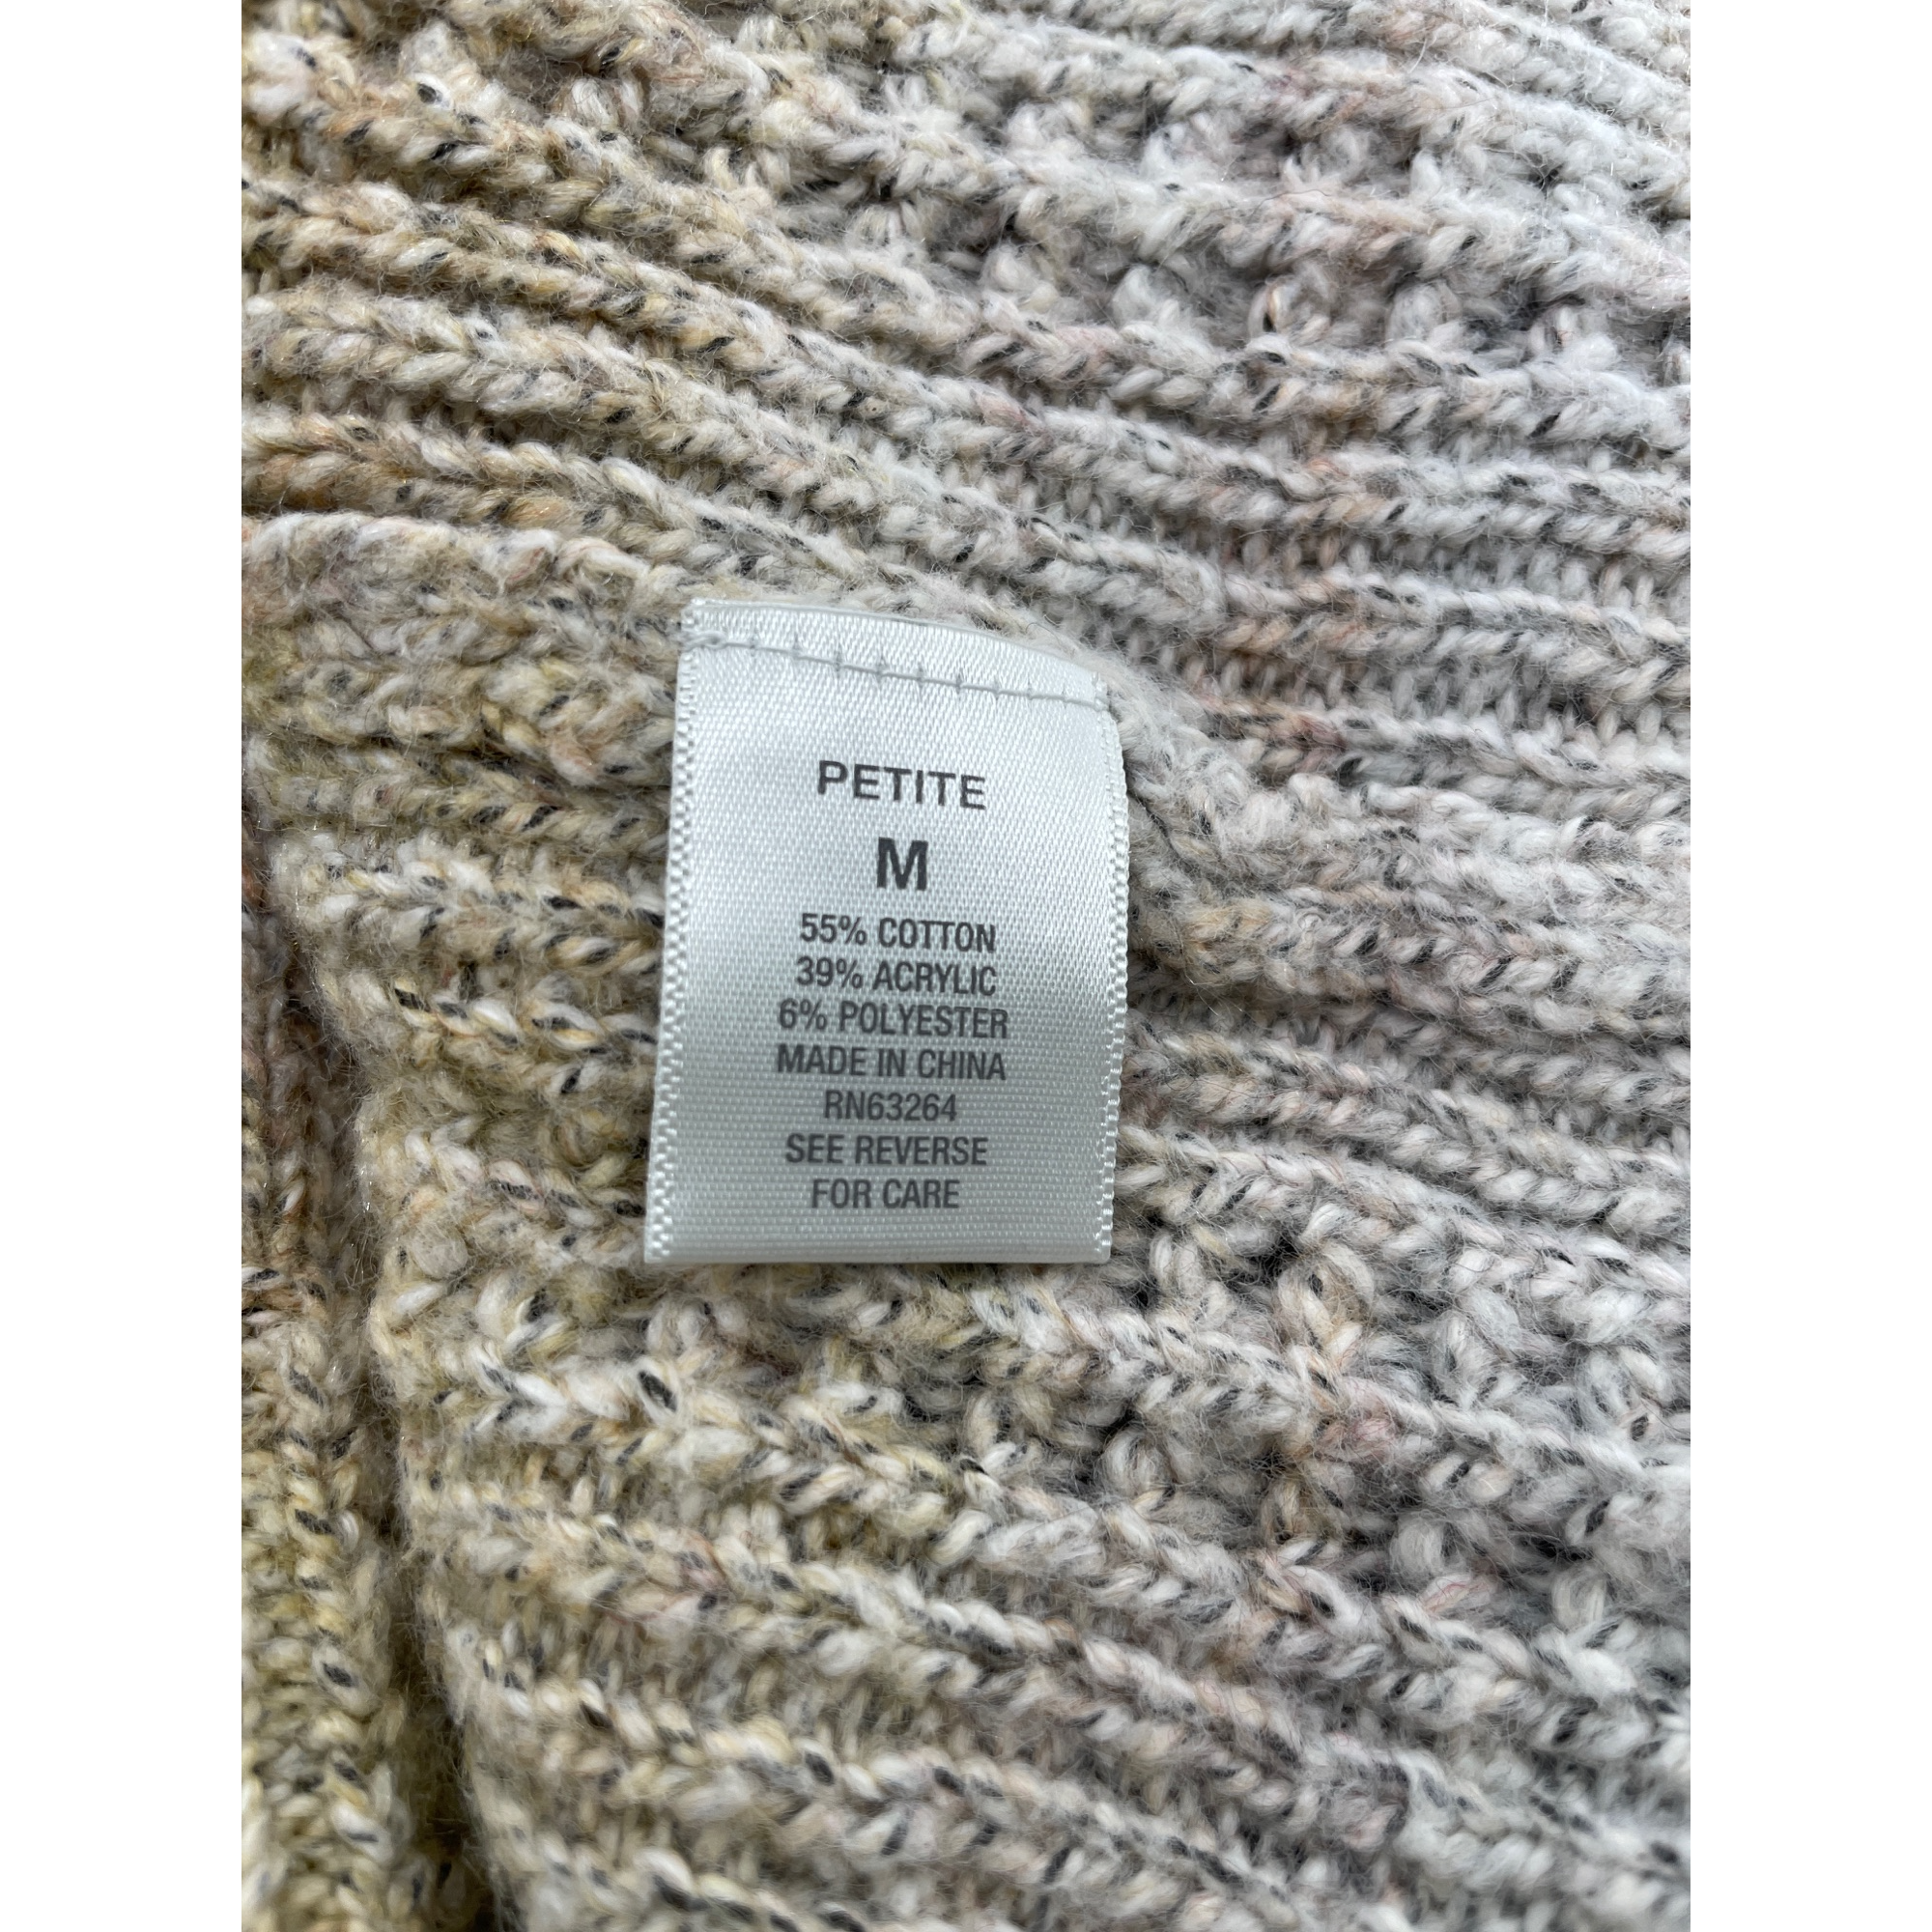 PETITE
M
55% COTTON
39% ACRYLIC
6% POLYESTER
MADE IN CHINA
RN63264
SEE REVERSE
FOR CARE